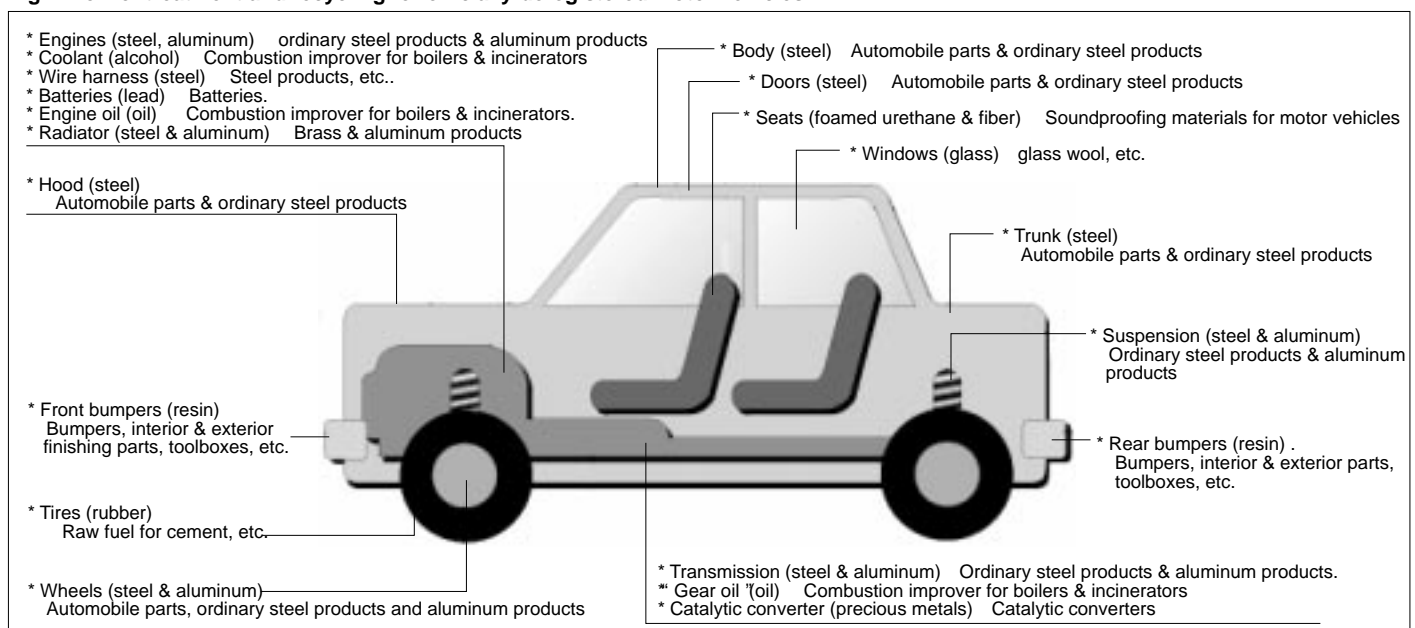 * Engines (steel, aluminum) ordinary steel products & aluminum products
* Coolant (alcohol) Combustion improver for boilers & incinerators
* Wire harness (steel) Steel products, etc..
* Batteries (lead) Batteries.
* Engine oil (oil) Combustion improver for boilers & incinerators.
* Radiator (steel & aluminum) Brass & aluminum products
* Body (steel) Automobile parts & ordinary steel products
* Doors (steel) Automobile parts & ordinary steel products
* Seats (foamed urethane & fiber) Soundproofing materials for motor vehicles
* Windows (glass) glass wool, etc.
* Hood (steel)
Automobile parts & ordinary steel products
* Trunk (steel)
Automobile parts & ordinary steel products
* Suspension (steel & aluminum)
Ordinary steel products & aluminum
products
* Front bumpers (resin)
Bumpers, interior & exterior
finishing parts, toolboxes, etc.
* Rear bumpers (resin) .
Bumpers, interior & exterior parts,
toolboxes, etc.
* Tires (rubber)
Raw fuel for cement, etc.
* Wheels (steel & aluminum)
Automobile parts, ordinary steel products and aluminum products
* Transmission (steel & aluminum) Ordinary steel products & aluminum products.
*“ Gear oil ”(oil) Combustion improver for boilers & incinerators
* Catalytic converter (precious metals) Catalytic converters